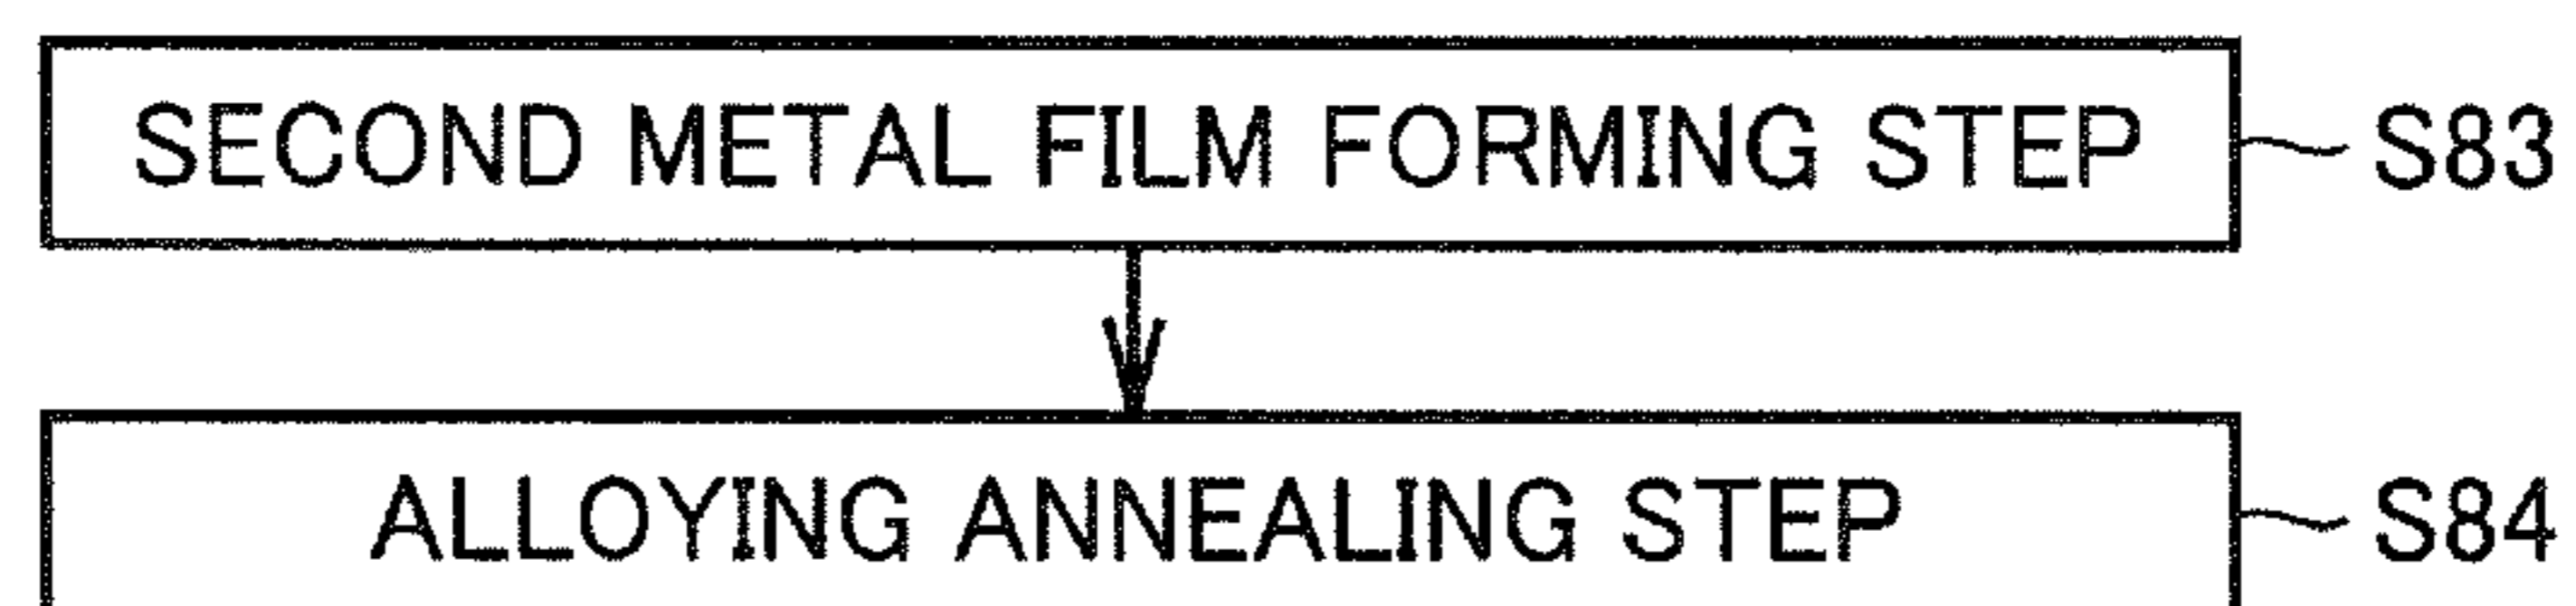 SECOND METAL FILM FORMING STEP S83
ALLOYING ANNEALING STEP S84